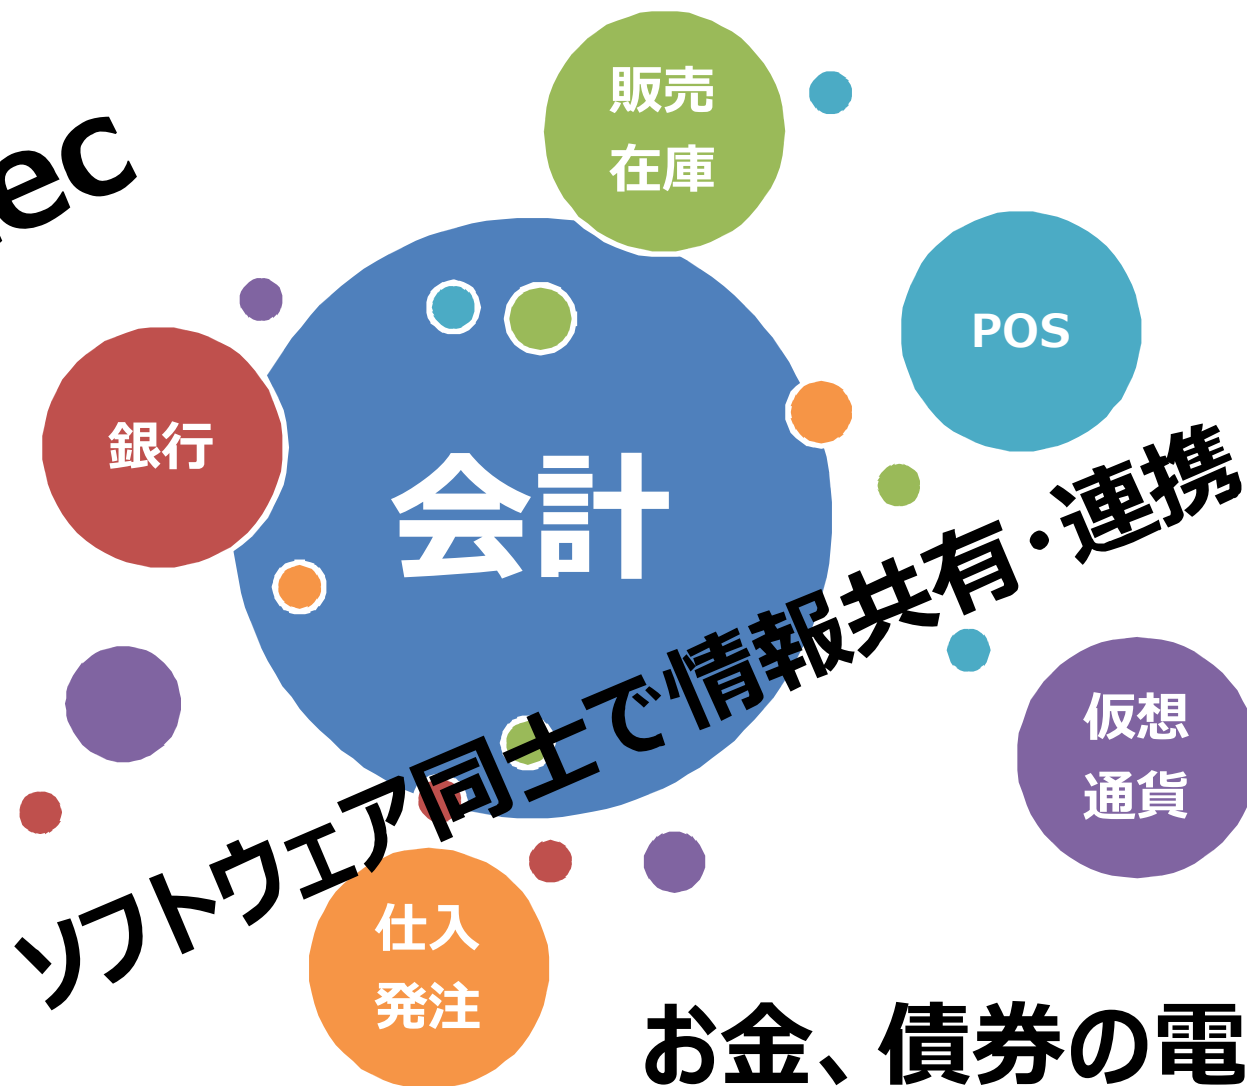 販売
在庫
ec
POS
銀行
会計
ソフトウェア同士で情報共有・連携
仮想
通貨
仕入
発注
お金、債券の電